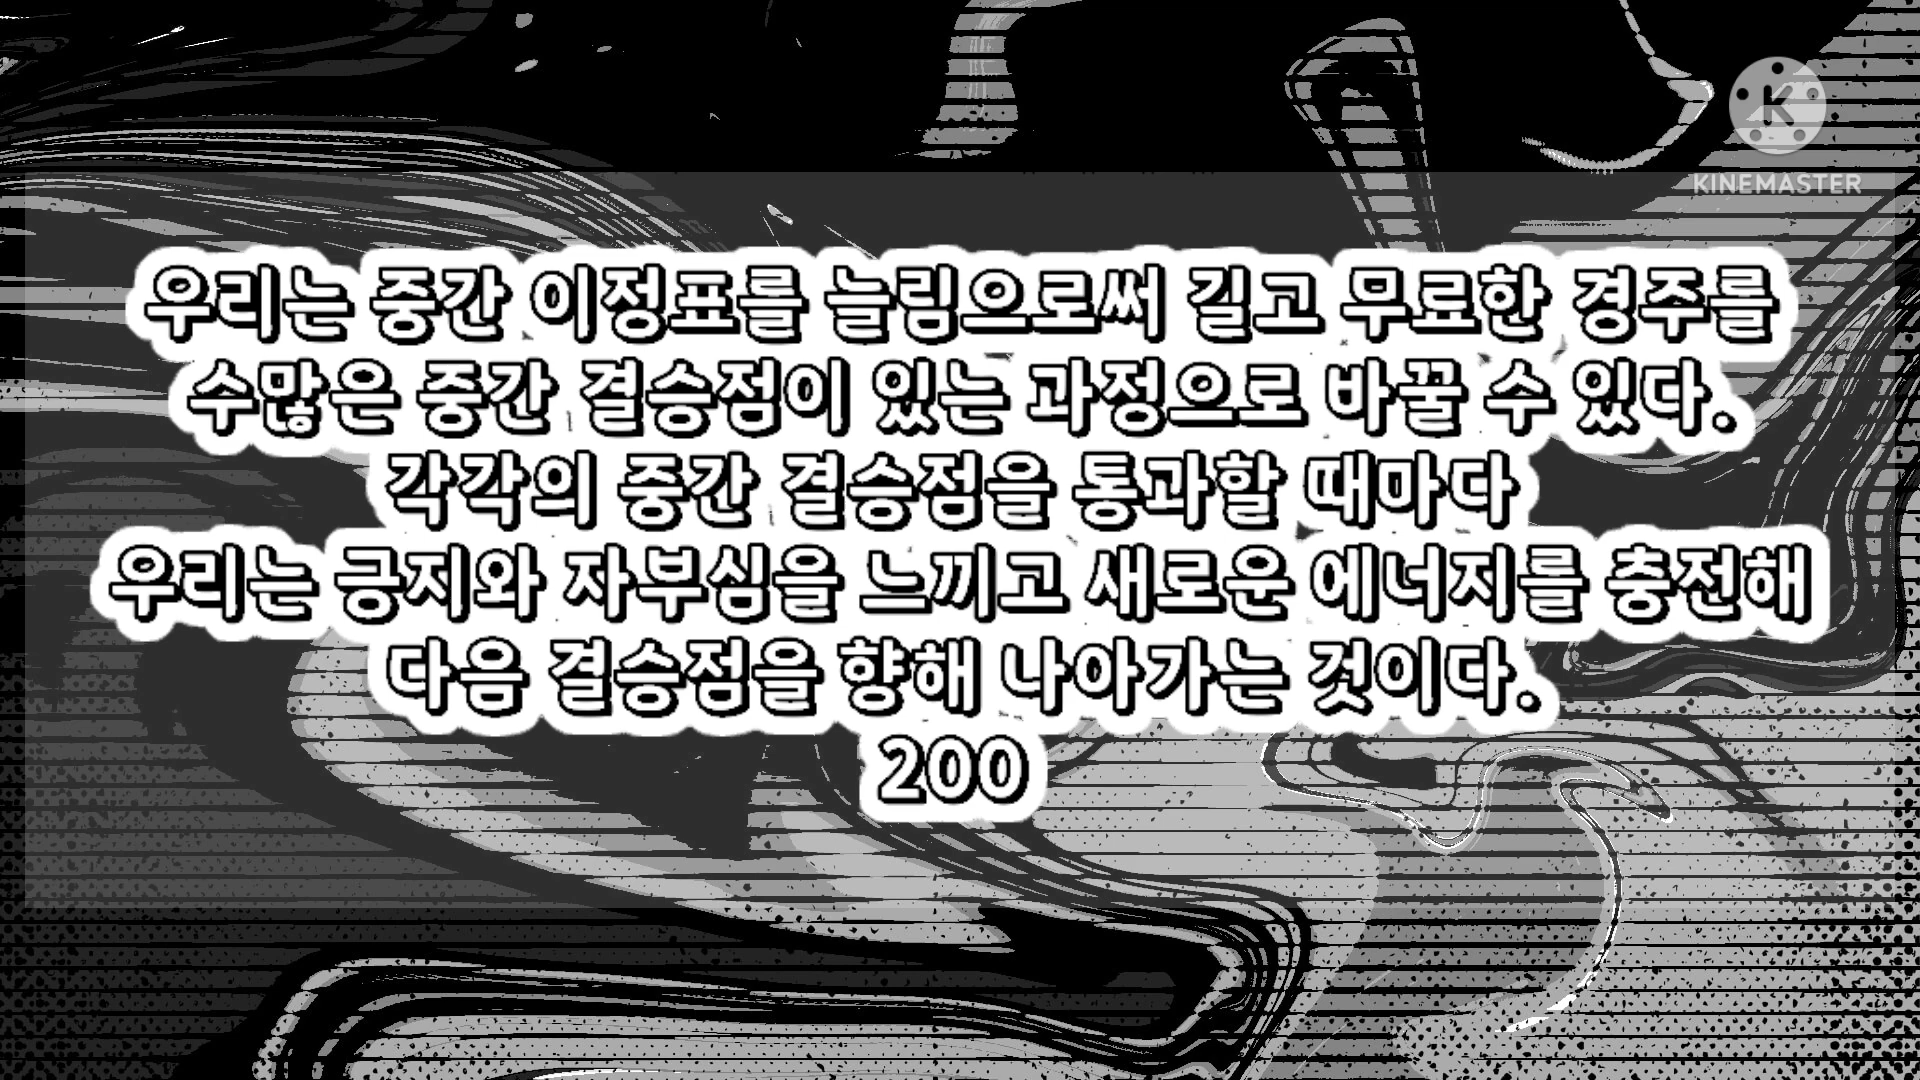 KINEMASTER
우리는 중간 이정표를 늘림으로써 길고 무료한 경주를
수많은 중간 결승점이 있는 과정으로 바꿀 수 있다.
각각의 중간 결승점을 통과할 때마다
우리는 긍지와 자부심을 느끼고 새로운 에너지를 충전해
다음 결승점을 향해 나아가는 것이다.
200